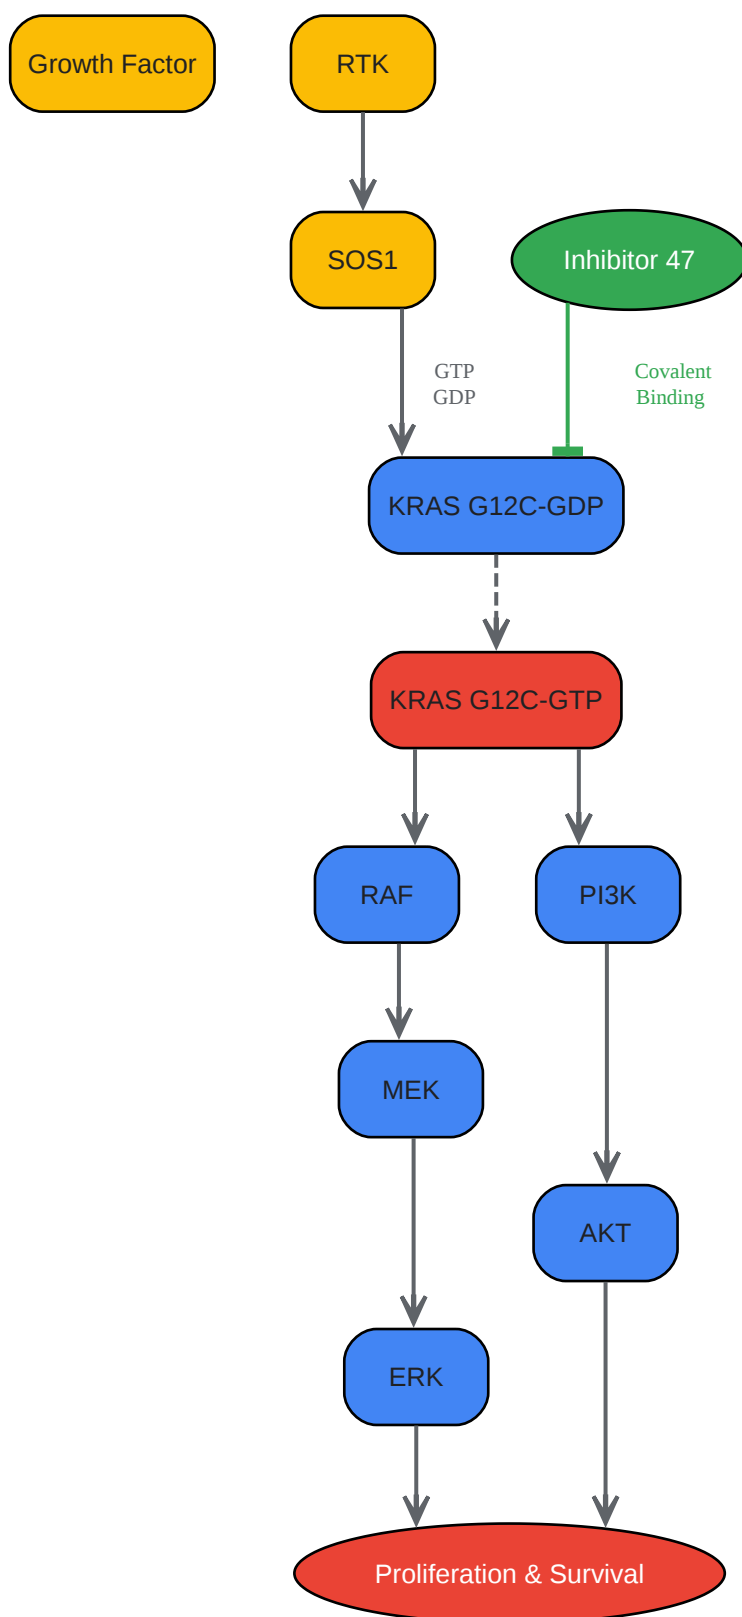 Growth Factor
RTK
SOS1
Inhibitor 47
GTP
GDP
Covalent
Binding
KRAS G12C-GDP
KRAS G12C-GTP
RAF
PI3K
MEK
AKT
ERK
Proliferation & Survival